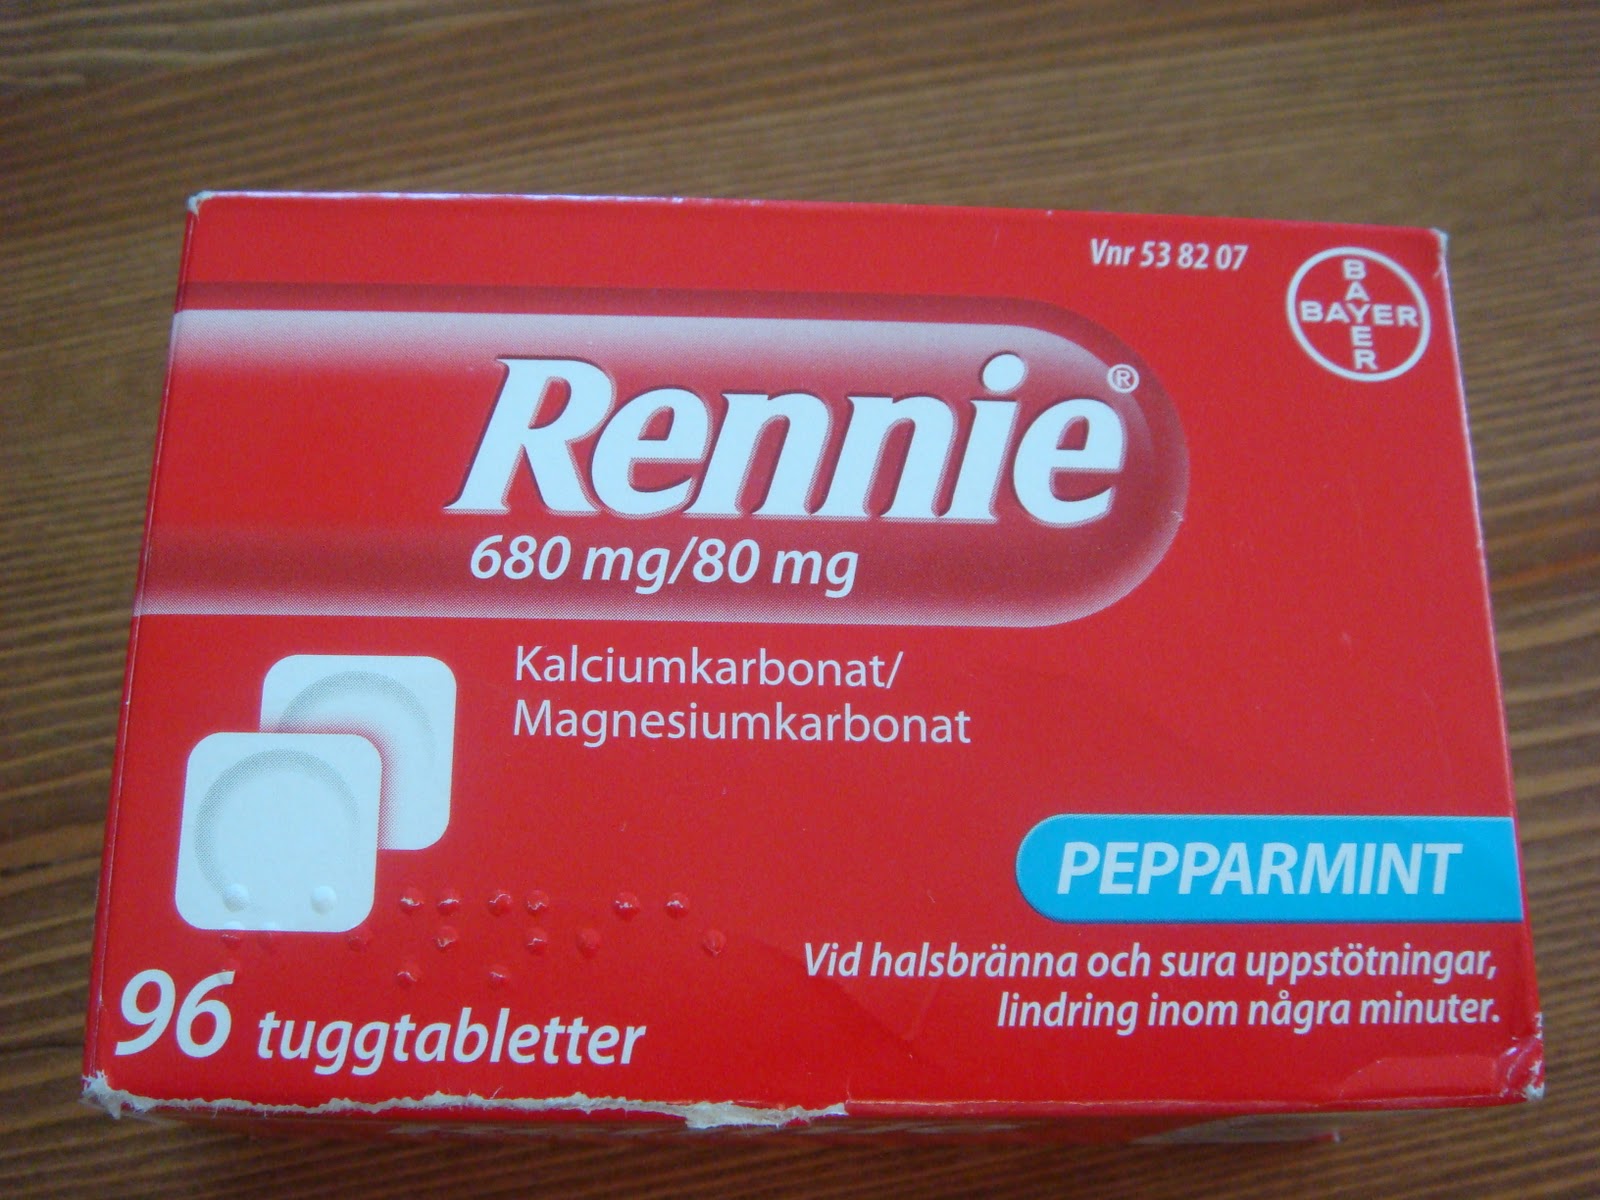 Vnr 53 82 07
BAYER
BAYER
Rennie®
680 mg/80 mg
Kalciumkarbonat/
Magnesiumkarbonat
PEPPARMINT
Vid halsbränna och sura uppstötningar,
lindring inom några minuter.
96 tuggtabletter